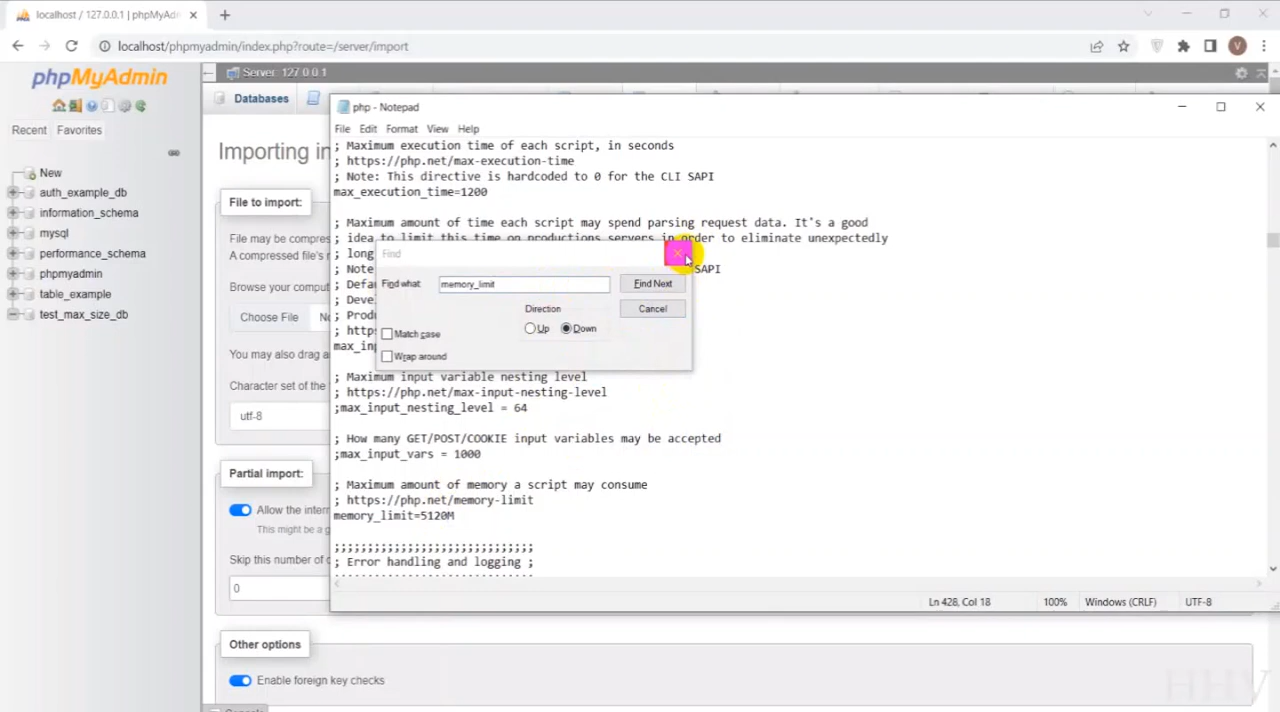 localhost / 127.0.0.1 | phpMyAd
localhost/phpmyadmin/index.php?route=/server/import
V
phpMyAdmin
Recent
Favorites
New
auth_example_db
information_schema
mysql
performance_schema
phpmyadmin
table_example
test_max_size_db
Server: 127.0.0.1
Databases
Importing in
File to import:
File may be compres
A compressed file's n
Browse your comput
Choose File
You may also drag a
Character set of the
utf-8
Partial import:
Allow the interr
This might be a g
Skip this number of
0
Other options
Enable foreign key checks
Console
php - Notepad
File Edit Format View Help
; Maximum execution time of each script, in seconds
; https://php.net/max-execution-time
; Note: This directive is hardcoded to 0 for the CLI SAPI
max_execution_time=1200
; Maximum amount of time each script may spend parsing request data. It's a good
; idea to limit this time on productions servers in order to eliminate unexpectedly
; long
; Note SAPI
; Defa
; Deve
; Prod
; http
max_in
; Maximum input variable nesting level
; https://php.net/max-input-nesting-level
;max_input_nesting_level = 64
; How many GET/POST/COOKIE input variables may be accepted
;max_input_vars = 1000
; Maximum amount of memory a script may consume
; https://php.net/memory-limit
memory_limit=5120M
;;;;;;;;;;;;;;;;;;;;;;;;;;;;;;
; Error handling and logging ;
Find
Find what: memory_limit
Find Next
Direction
Cancel
Up Down
Match case
Wrap around
Ln 428, Col 18
100%
Windows (CRLF)
UTF-8
HHV